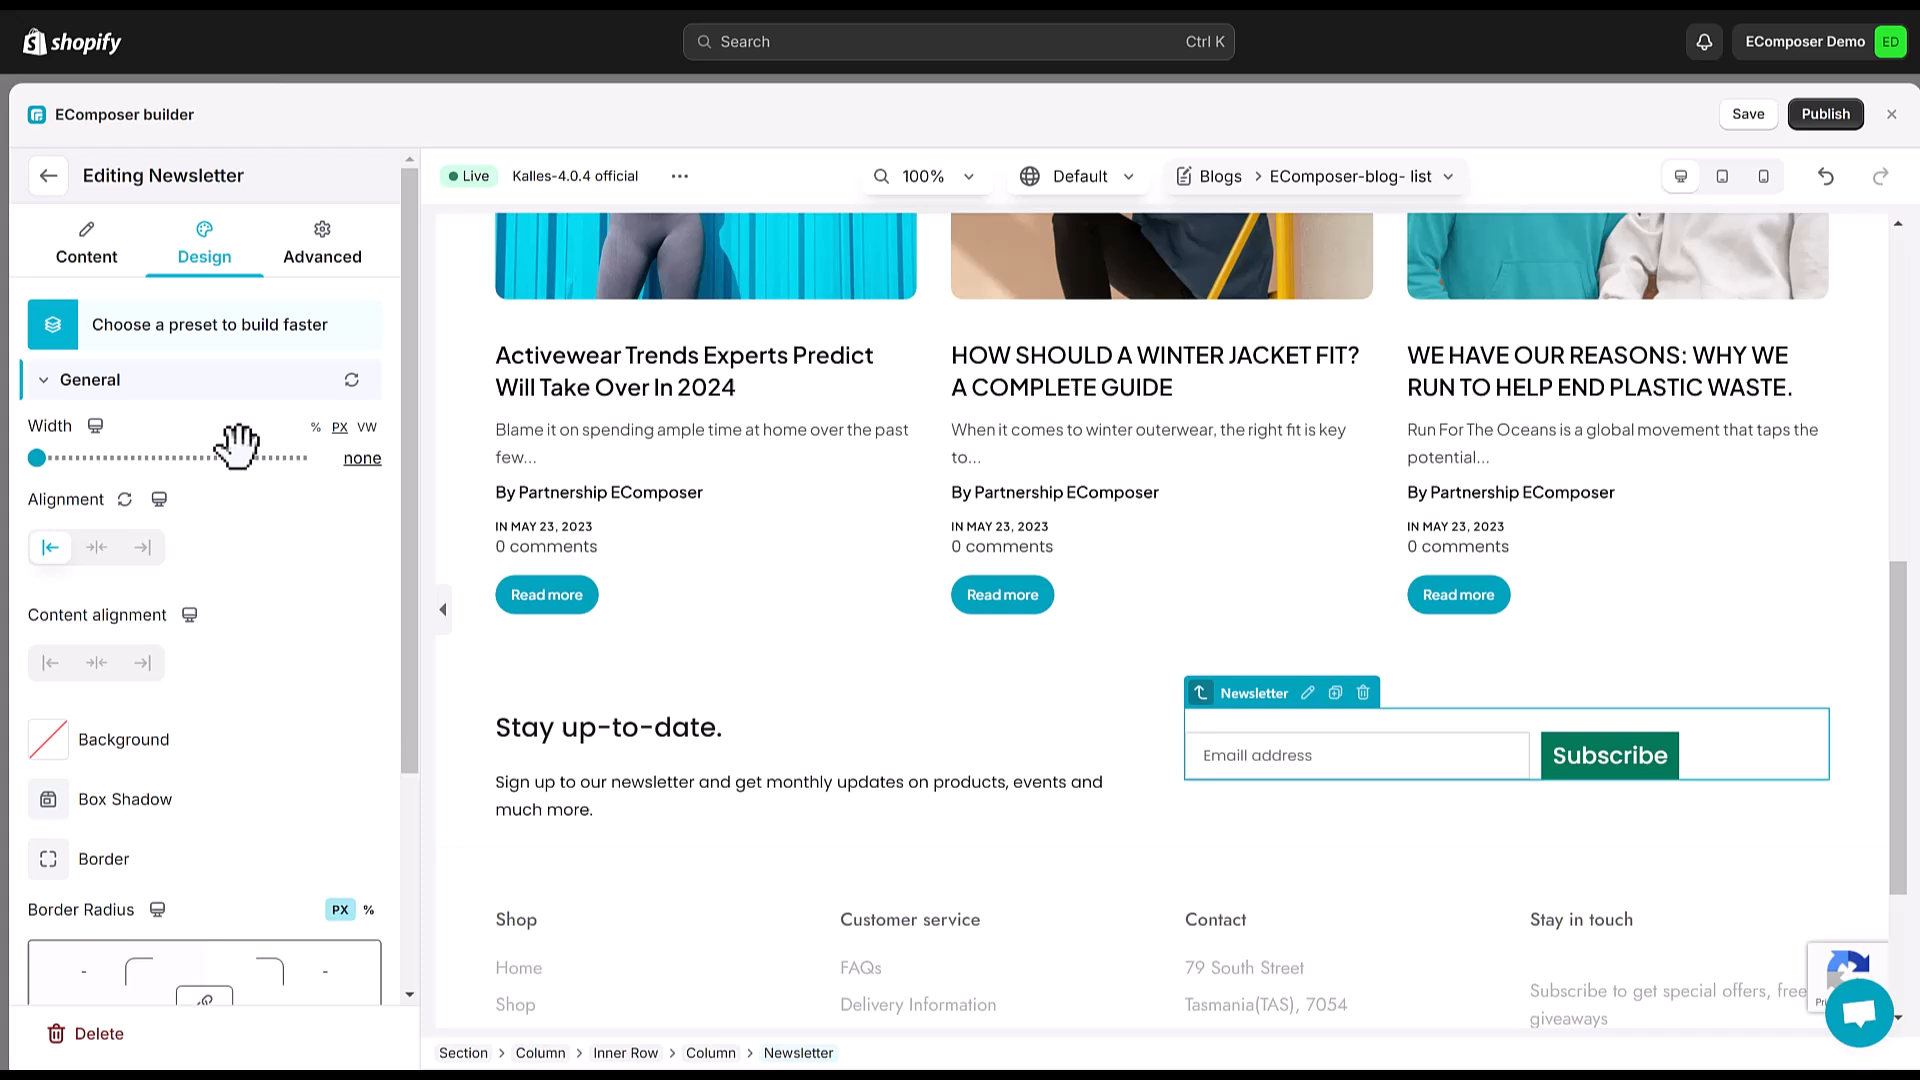 shopify
Search
Ctrl K
EComposer Demo
ED
EComposer builder
Save
Publish
Editing Newsletter
Live
Kalles-4.0.4 official
100%
Default
Blogs
EComposer-blog- list
Content
Design
Advanced
Choose a preset to build faster
General
Width
% PX VW
none
Alignment
Content alignment
Background
Box Shadow
Border
Border Radius
PX %
-
-
Delete
Activewear Trends Experts Predict
Will Take Over In 2024
Blame it on spending ample time at home over the past
few...
By Partnership EComposer
IN MAY 23, 2023
0 comments
Read more
HOW SHOULD A WINTER JACKET FIT?
A COMPLETE GUIDE
When it comes to winter outerwear, the right fit is key
to...
By Partnership EComposer
IN MAY 23, 2023
0 comments
Read more
WE HAVE OUR REASONS: WHY WE
RUN TO HELP END PLASTIC WASTE.
Run For The Oceans is a global movement that taps the
potential...
By Partnership EComposer
IN MAY 23, 2023
0 comments
Read more
Stay up-to-date.
Sign up to our newsletter and get monthly updates on products, events and
much more.
Newsletter
Emaill address
Subscribe
Shop
Home
Shop
Customer service
FAQs
Delivery Information
Contact
79 South Street
Tasmania(TAS), 7054
Stay in touch
Subscribe to get special offers, free
giveaways
Section > Column > Inner Row > Column > Newsletter